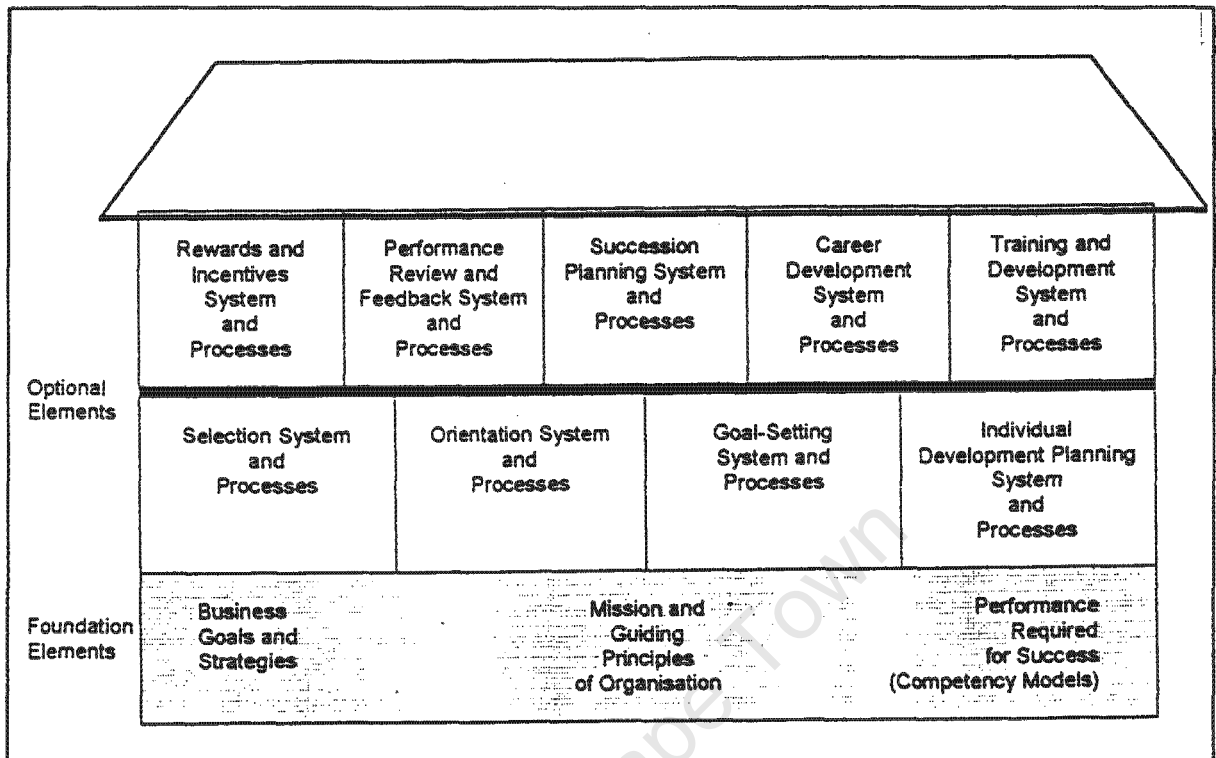 Rewards and
Incentives
System
and
Processes
Performance
Review and
Feedback System
and
Processes
Succession
Planning System
and
Processes
Career
Development
System
and
Processes
Training and
Development
System
and
Processes
Optional
Elements
Selection System
and
Processes
Orientation System
and
Processes
Goal-Setting
System and
Processes
Individual
Development Planning
System
and
Processes
Foundation
Elements
Business
Goals and
Strategies
Mission and
Guiding
Principles
of Organisation
Performance
Required
for Success
(Competency Models)
Town